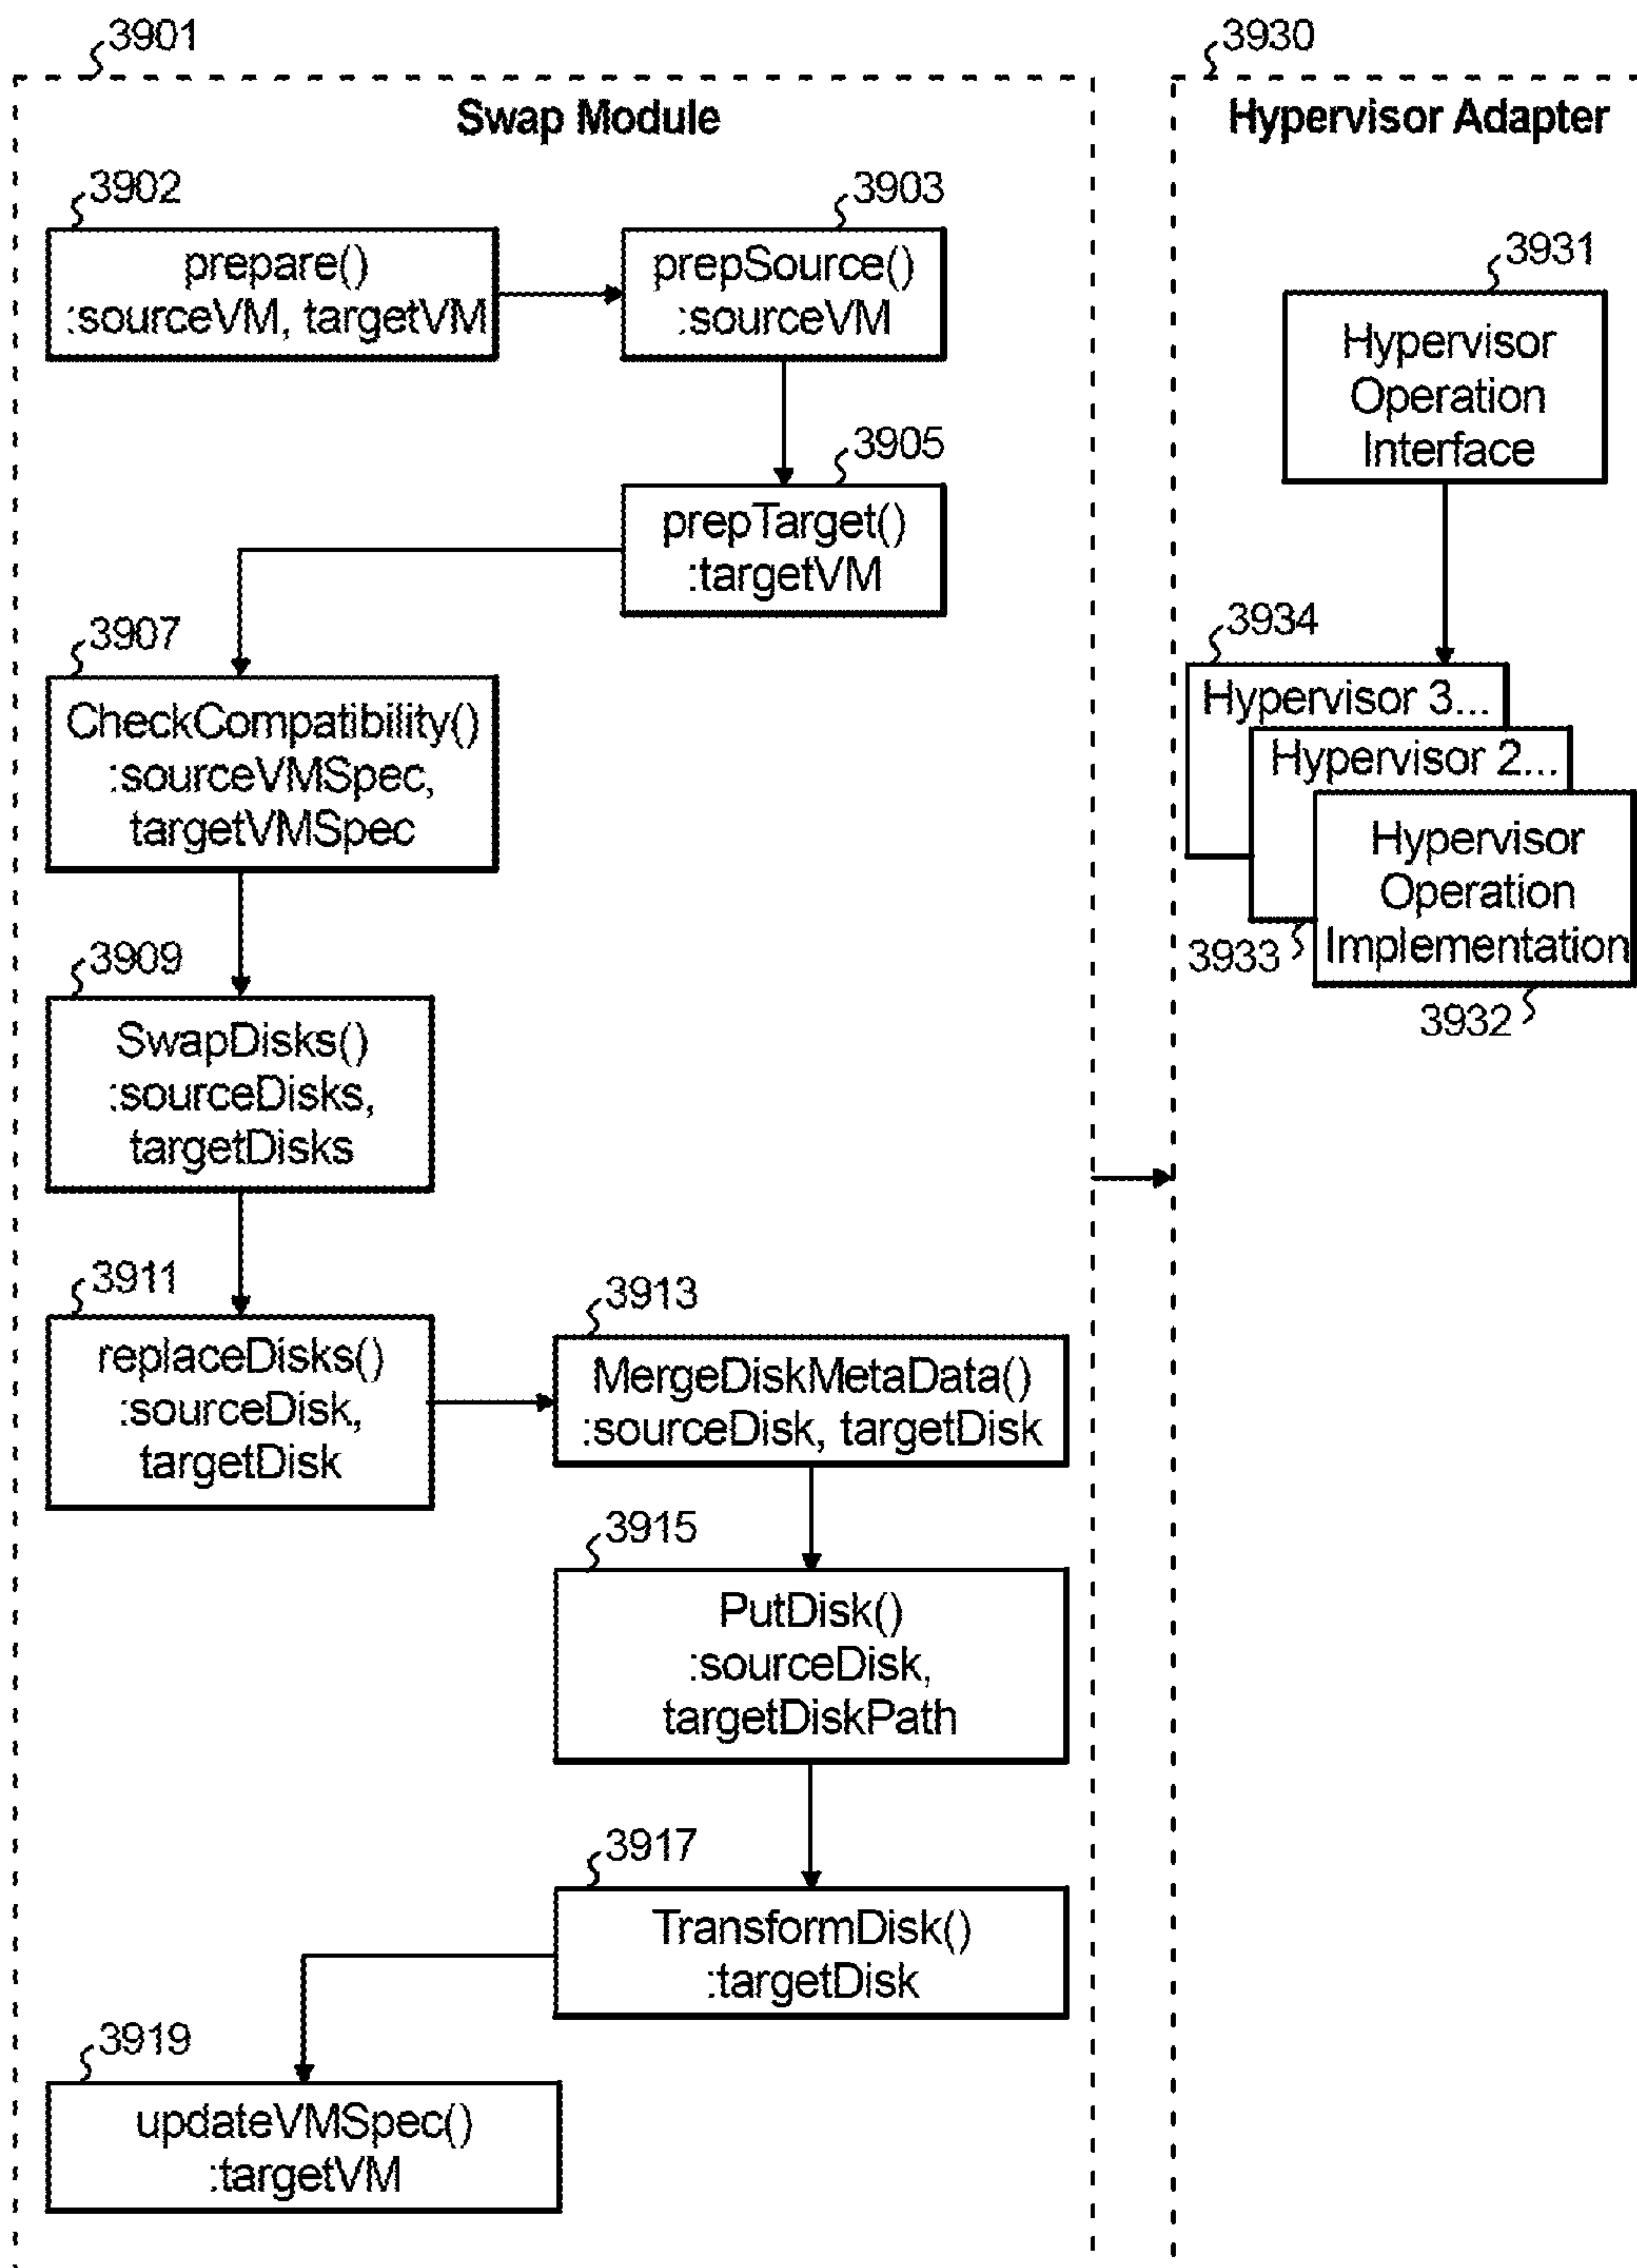 3901
Swap Module
3902
prepare()
:sourceVM, targetVM
3903
prepSource()
:sourceVM
3905
prepTarget()
:targetVM
3907
CheckCompatibility()
:sourceVMSpec,
targetVMSpec
3909
SwapDisks()
:sourceDisks,
targetDisks
3911
replaceDisks()
:sourceDisk,
targetDisk
3913
MergeDiskMetaData()
:sourceDisk, targetDisk
3915
PutDisk()
:sourceDisk,
targetDiskPath
3917
TransformDisk()
:targetDisk
3919
updateVMSpec()
:targetVM
3930
Hypervisor Adapter
3931
Hypervisor
Operation
Interface
3934
Hypervisor 3...
Hypervisor 2...
Hypervisor
Operation
Implementation
3933
3932